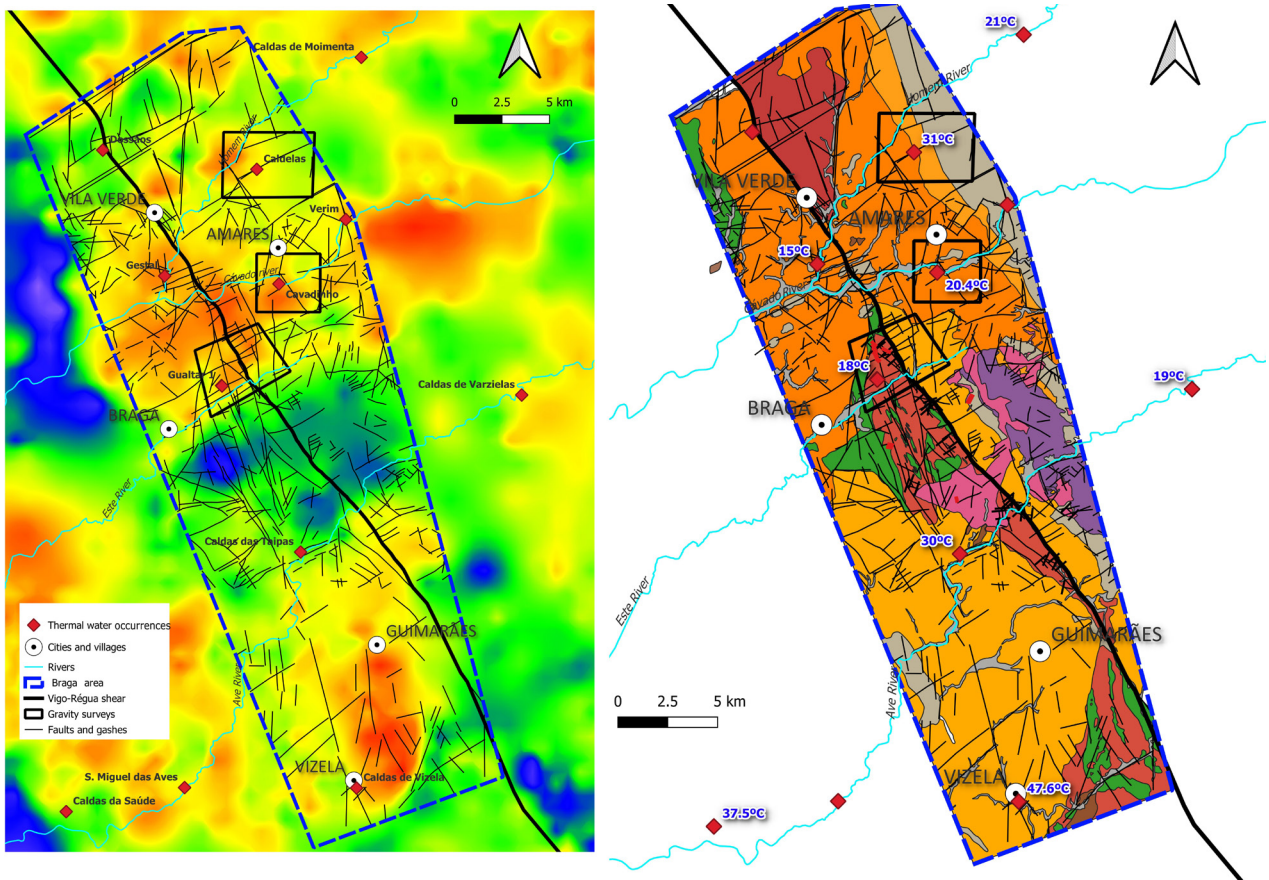 Caldas de Moimenta
0 2.5 5 km
Dossãos
Homem River
Caldelas
VILA VERDE
Verim
AMARES
Gestal
Cávado river
Cavadinho
Gualtar 1
Caldas de Varzielas
BRAGA
Este River
Caldas das Taipas
Thermal water occurrences
Cities and villages
Rivers
Braga area
Vigo-Régua shear
Gravity surveys
Faults and gashes
GUIMARÃES
Ave River
VIZELA
Caldas de Vizela
S. Miguel das Aves
Caldas da Saúde
21ºC
Homem River
31ºC
VILA VERDE
AMARES
15ºC
20.4ºC
Cávado River
18ºC
19ºC
BRAGA
30ºC
Este River
GUIMARÃES
Ave River
0 2.5 5 km
VIZELA
47.6ºC
37.5ºC